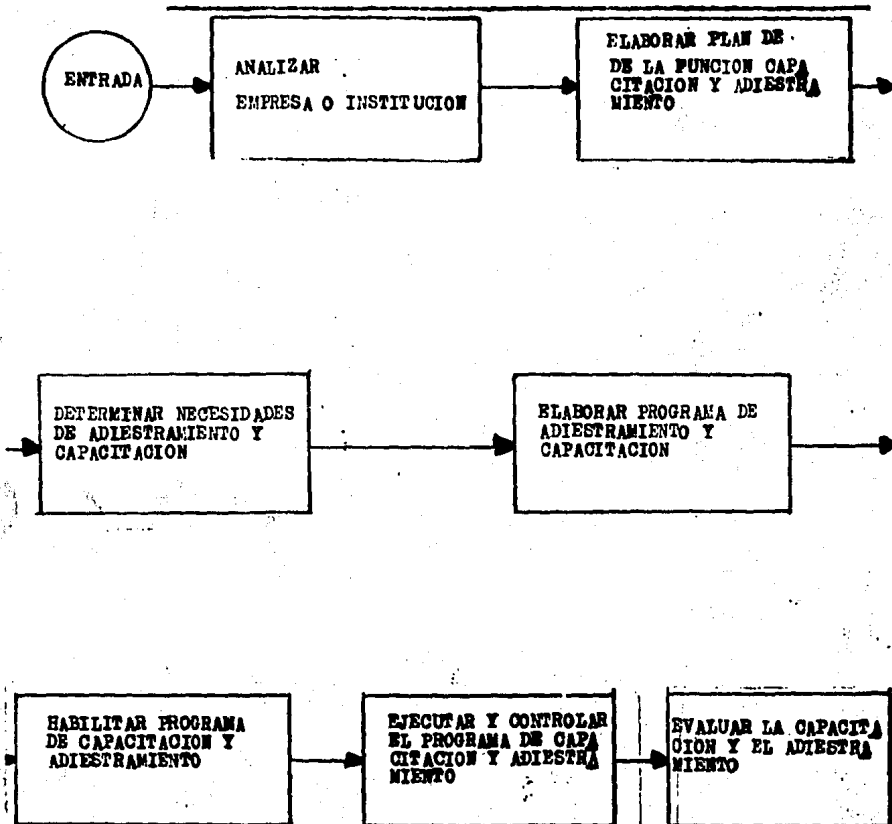 ENTRADA
ANALIZAR
EMPRESA O INSTITUCION
ELABORAR PLAN DE
DE LA FUNCION CAPA
CITACION Y ADIESTRA
MIENTO
DETERMINAR NECESIDADES
DE ADIESTRAMIENTO Y
CAPACITACION
ELABORAR PROGRAMA DE
ADIESTRAMIENTO Y
CAPACITACION
HABILITAR PROGRAMA
DE CAPACITACION Y
ADIESTRAMIENTO
EJECUTAR Y CONTROLAR
EL PROGRAMA DE CAPA
CITACION Y ADIESTRA
MIENTO
EVALUAR LA CAPACITA
CION Y EL ADIESTRA
MIENTO